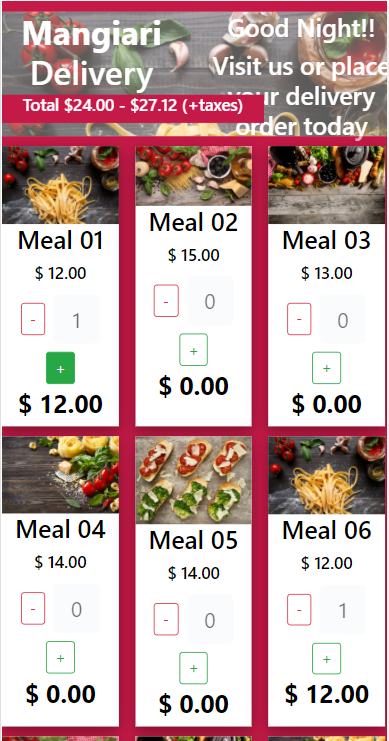 Mangiari
Delivery
Good Night!!
Visit us or place
your delivery
order today
Total $24.00 - $27.12 (+taxes)
Meal 01
$ 12.00
- 1
+
$ 12.00
Meal 02
$ 15.00
- 0
+
$ 0.00
Meal 03
$ 13.00
- 0
+
$ 0.00
Meal 04
$ 14.00
- 0
+
$ 0.00
Meal 05
$ 14.00
- 0
+
$ 0.00
Meal 06
$ 12.00
- 1
+
$ 12.00